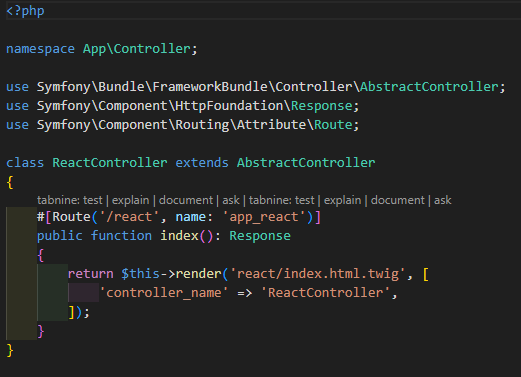 <?php
namespace App\Controller;
use Symfony\Bundle\FrameworkBundle\Controller\AbstractController;
use Symfony\Component\HttpFoundation\Response;
use Symfony\Component\Routing\Attribute\Route;
class ReactController extends AbstractController
{
tabnine: test | explain | document | ask | tabnine: test | explain | document | ask
#[Route('/react', name: 'app_react')]
public function index(): Response
{
return $this->render('react/index.html.twig', [
'controller_name' => 'ReactController',
]);
}
}